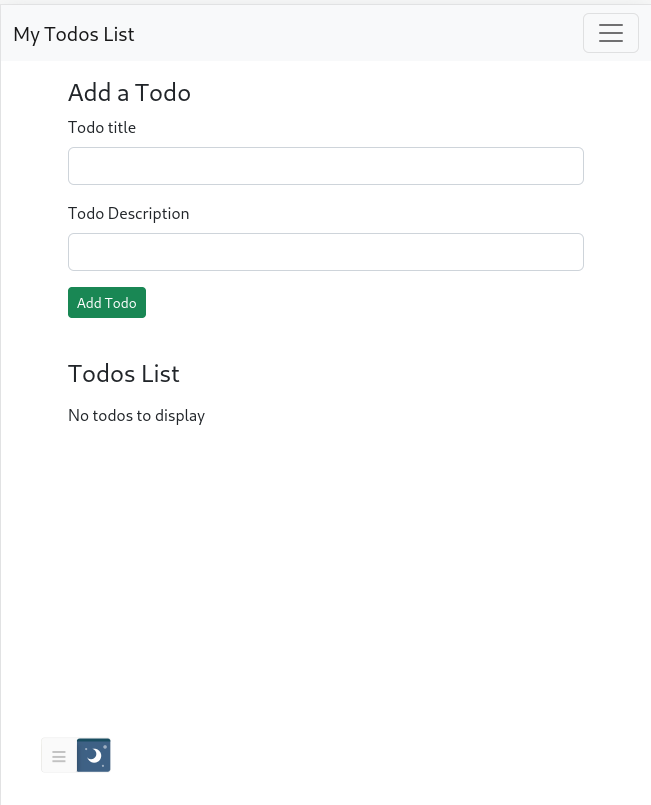 My Todos List
Add a Todo
Todo title
Todo Description
Add Todo
Todos List
No todos to display